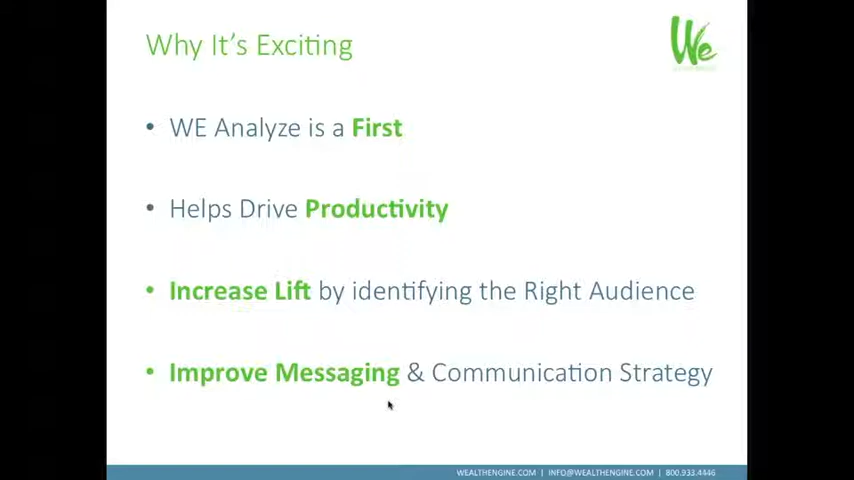 Why It's Exciting
We
• WE Analyze is a First
• Helps Drive Productivity
• Increase Lift by identifying the Right Audience
• Improve Messaging & Communication Strategy
WEALTHENGINE.COM | INFO@WEALTHENGINE.COM | 800.933.4446